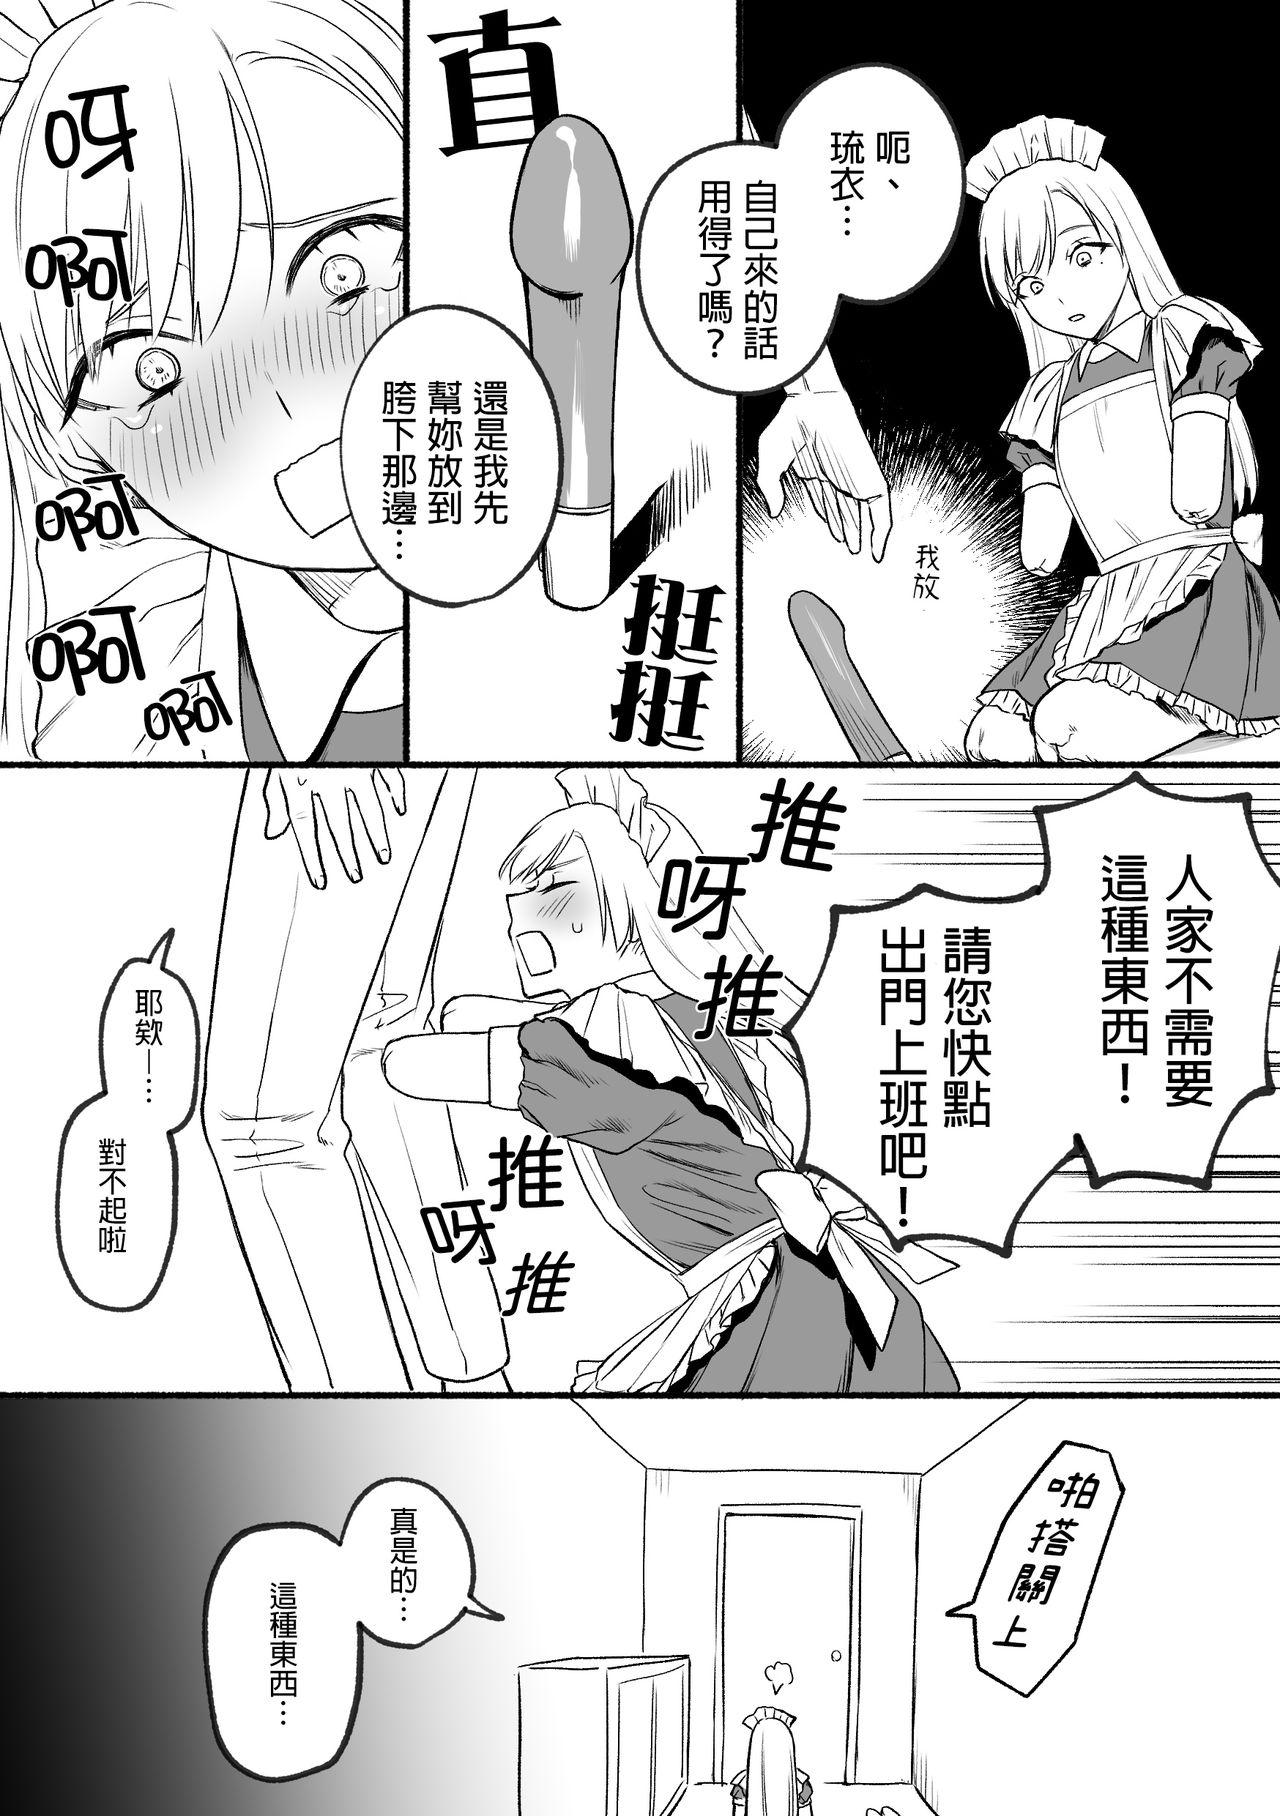 呃、
琉衣…
自己來的話
用得了嗎？
我放
直
挺
挺
還是我先
幫妳放到
胯下那邊…
呀
啊
啊
啊
啊
人家不需要
這種東西！
請您快點
出門上班吧！
推
呀
推
推
呀
推
耶欸—…
對不起啦
啪搭關上
真是的…
這種東西…